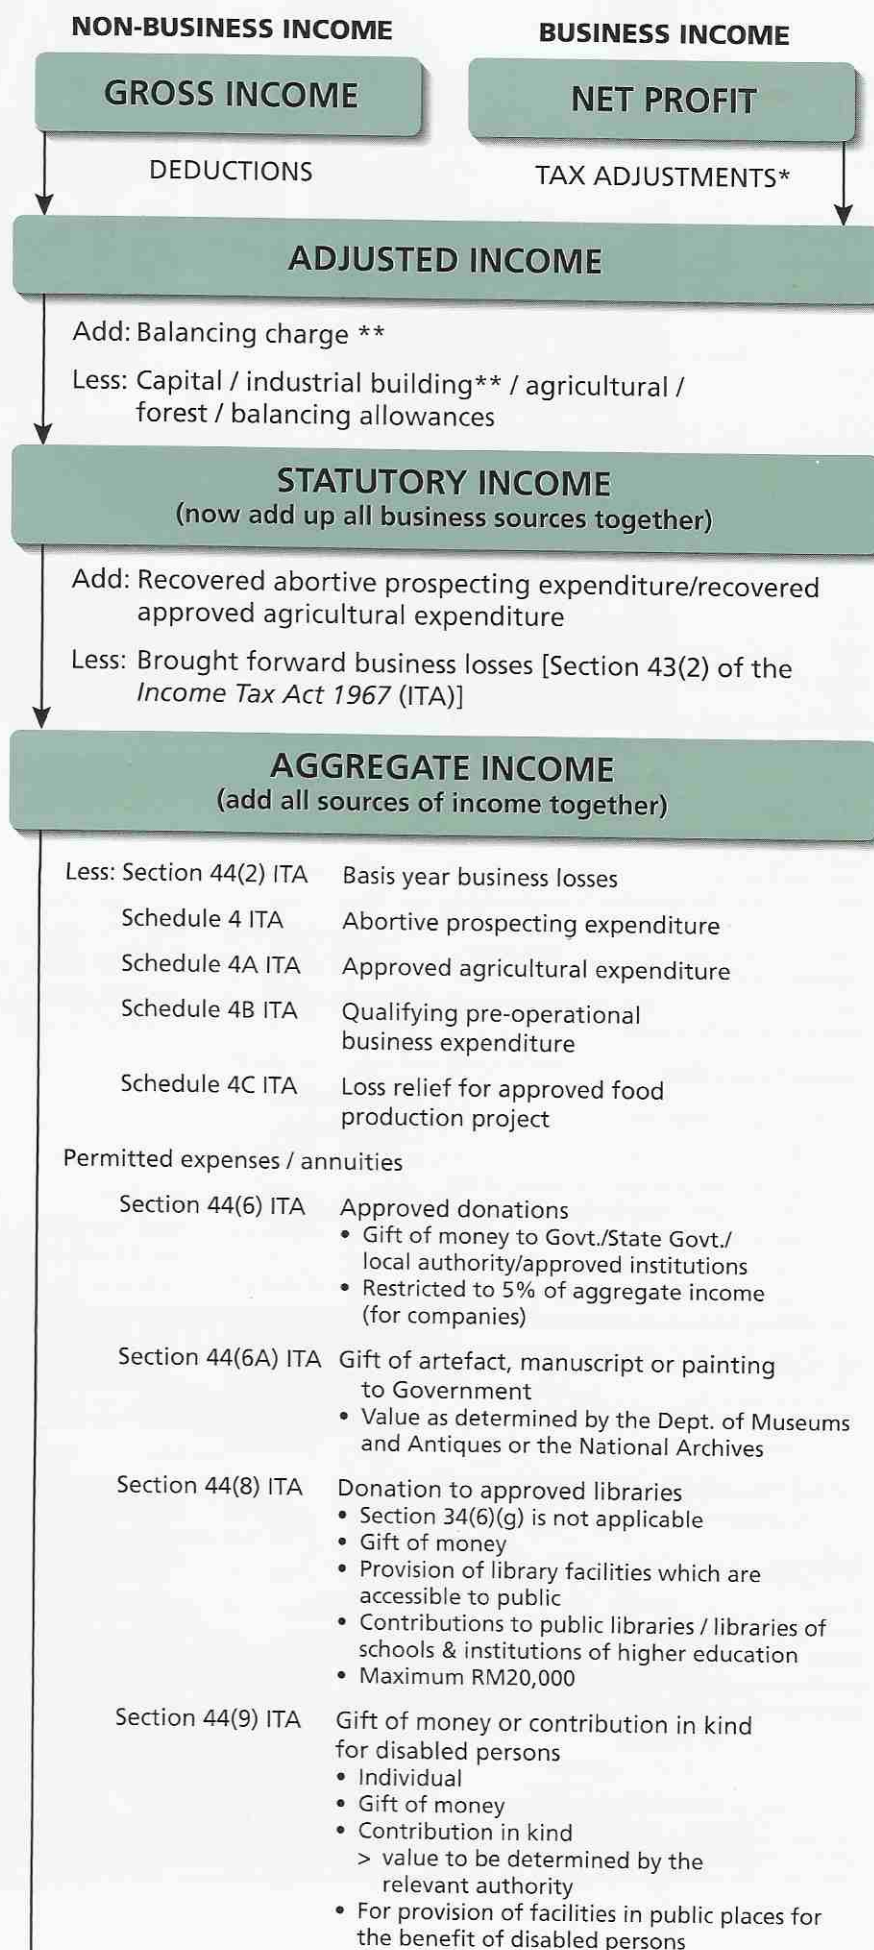 NON-BUSINESS INCOME
BUSINESS INCOME
GROSS INCOME
NET PROFIT
DEDUCTIONS
TAX ADJUSTMENTS*
ADJUSTED INCOME
Add: Balancing charge **
Less: Capital / industrial building** / agricultural /
forest / balancing allowances
STATUTORY INCOME
(now add up all business sources together)
Add: Recovered abortive prospecting expenditure/recovered
approved agricultural expenditure
Less: Brought forward business losses [Section 43(2) of the
Income Tax Act 1967 (ITA)]
AGGREGATE INCOME
(add all sources of income together)
Less: Section 44(2) ITA Basis year business losses
Schedule 4 ITA Abortive prospecting expenditure
Schedule 4A ITA Approved agricultural expenditure
Schedule 4B ITA Qualifying pre-operational
business expenditure
Schedule 4C ITA Loss relief for approved food
production project
Permitted expenses / annuities
Section 44(6) ITA Approved donations
• Gift of money to Govt./State Govt./
local authority/approved institutions
• Restricted to 5% of aggregate income
(for companies)
Section 44(6A) ITA Gift of artefact, manuscript or painting
to Government
• Value as determined by the Dept. of Museums
and Antiques or the National Archives
Section 44(8) ITA Donation to approved libraries
• Section 34(6)(g) is not applicable
• Gift of money
• Provision of library facilities which are
accessible to public
• Contributions to public libraries / libraries of
schools & institutions of higher education
• Maximum RM20,000
Section 44(9) ITA Gift of money or contribution in kind
for disabled persons
• Individual
• Gift of money
• Contribution in kind
> value to be determined by the
relevant authority
• For provision of facilities in public places for
the benefit of disabled persons